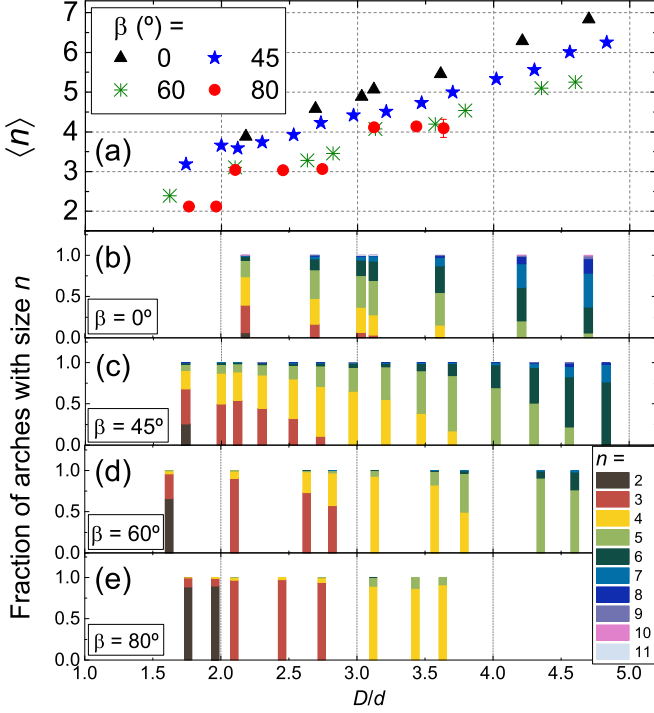 7
6
5
4
3
2
⟨n⟩
β (º) =
0
45
60
80
(a)
Fraction of arches with size n
1.0
0.5
0.0
(b)
β = 0º
1.0
0.5
0.0
(c)
β = 45º
1.0
0.5
0.0
(d)
β = 60º
1.0
0.5
0.0
(e)
β = 80º
n =
2
3
4
5
6
7
8
9
10
11
1.0 1.5 2.0 2.5 3.0 3.5 4.0 4.5 5.0
D/d